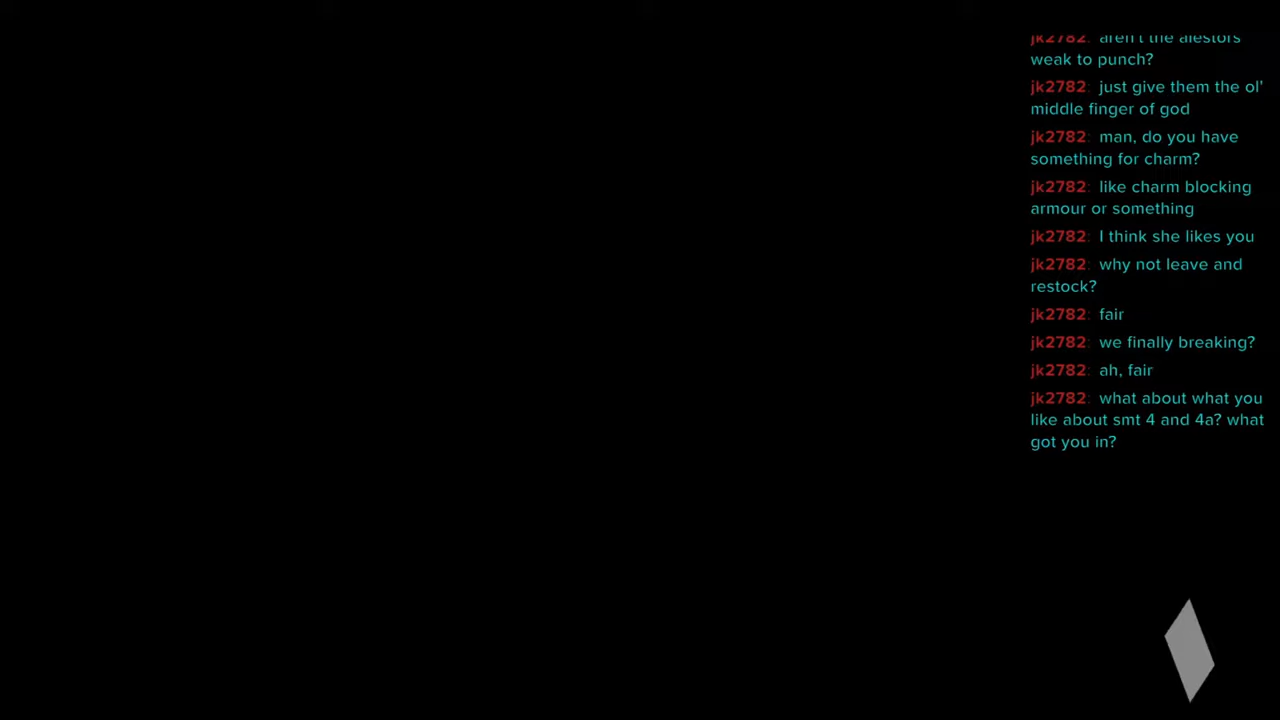 jk2782: aren't the alestors
weak to punch?
jk2782: just give them the ol'
middle finger of god
jk2782: man, do you have
something for charm?
jk2782: like charm blocking
armour or something
jk2782: I think she likes you
jk2782: why not leave and
restock?
jk2782: fair
jk2782: we finally breaking?
jk2782: ah, fair
jk2782: what about what you
like about smt 4 and 4a? what
got you in?